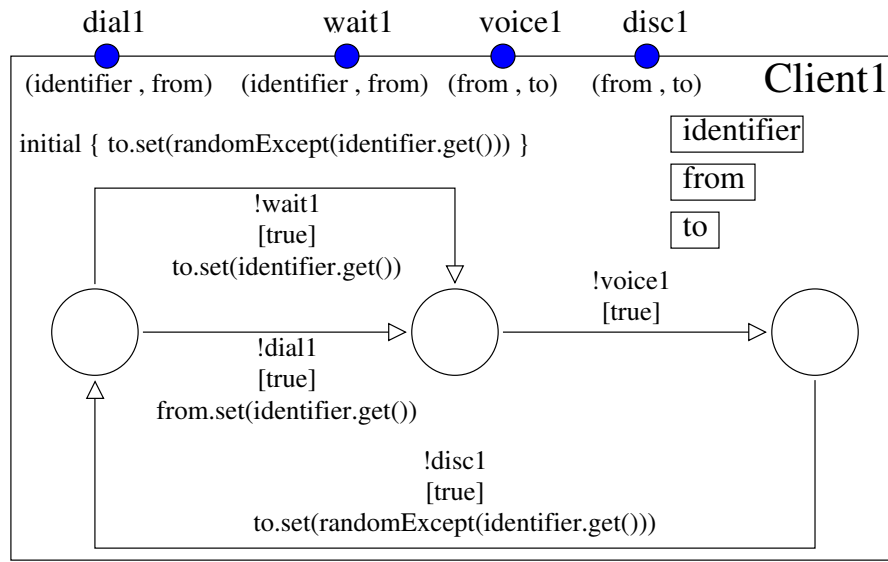 dial1 wait1 voice1 disc1
(identifier , from) (identifier , from) (from , to) (from , to) Client1
initial { to.set(randomExcept(identifier.get())) }
identifier
from
to
!wait1
[true]
to.set(identifier.get())
!voice1
[true]
!dial1
[true]
from.set(identifier.get())
!disc1
[true]
to.set(randomExcept(identifier.get()))